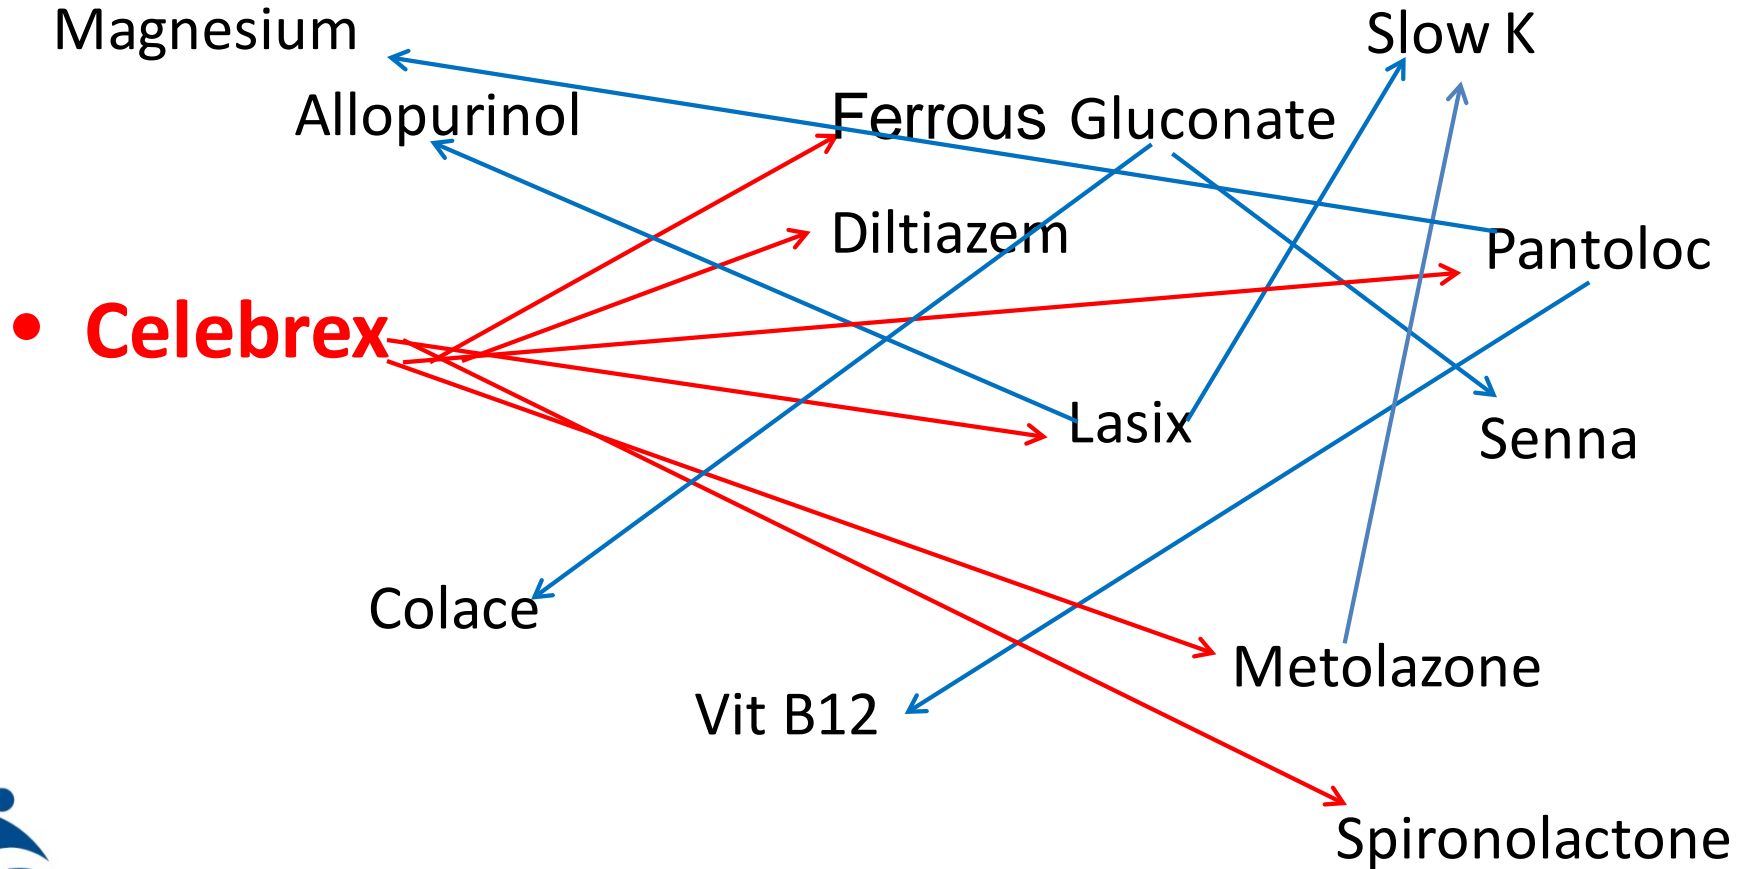 Magnesium
Slow K
Allopurinol
Ferrous Gluconate
Diltiazem
Pantoloc
• Celebrex
Lasix
Senna
Colace
Metolazone
Vit B12
Spironolactone